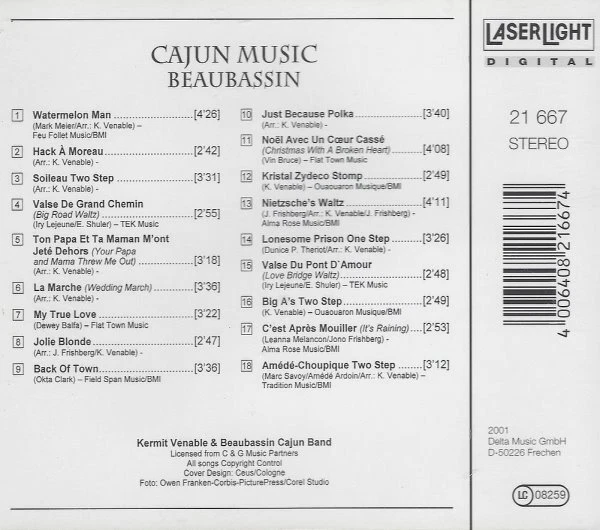 CAJUN MUSIC
BEAUBASSIN
1 Watermelon Man ......................[4'26]
(Mark Meier/Arr.: K. Venable) –
Feu Follet Music/BMI
2 Hack À Moreau .........................[2'42]
(Arr.: K. Venable) -
3 Soileau Two Step ......................[3'31]
(Arr.: K. Venable) -
4 Valse De Grand Chemin
(Big Road Waltz) ........................[2'55]
(Iry Lejeune/E. Shuler) – TEK Music
5 Ton Papa Et Ta Maman M'ont
Jeté Dehors (Your Papa
and Mama Threw Me Out) ............[3'18]
(Arr.: K. Venable) -
6 La Marche (Wedding March) .......[3'36]
(Arr.: K. Venable) -
7 My True Love ............................[3'22]
(Dewey Balfa) – Flat Town Music
8 Jolie Blonde ..............................[2'47]
(Arr.: J. Frishberg/K. Venable) -
9 Back Of Town ...........................[3'36]
(Okta Clark) – Field Span Music/BMI
10 Just Because Polka ..................[3'40]
(Arr.: K. Venable) -
11 Noël Avec Un Cœur Cassé
(Christmas With A Broken Heart) .......[4'08]
(Vin Bruce) – Flat Town Music
12 Kristal Zydeco Stomp ................[2'49]
(K. Venable) – Ouaouaron Musique/BMI
13 Nietzsche's Waltz .....................[4'11]
(J. Frishberg/Arr.: K. Venable/J. Frishberg) -
Alma Rose Music/BMI
14 Lonesome Prison One Step ........[3'26]
(Dunice P. Theriot/Arr.: K. Venable) -
15 Valse Du Pont D`Amour
(Love Bridge Waltz) ...................[2'48]
(Iry Lejeune/E. Shuler) – TEK Music
16 Big A's Two Step .......................[2'49]
(K. Venable) – Ouaouaron Musique/BMI
17 C'est Après Mouiller (It's Raining) ..[2'53]
(Leanna Melancon/Jono Frishberg) -
Alma Rose Music/BMI
18 Amédé-Choupique Two Step .......[3'12]
(Marc Savoy/Amédé Ardoin/Arr.: K. Venable) –
Tradition Music/BMI
Kermit Venable & Beaubassin Cajun Band
Licensed from C & G Music Partners
All songs Copyright Control
Cover Design: Ceus/Cologne
Foto: Owen Franken-Corbis-PicturePress/Corel Studio
LASERLIGHT
DIGITAL
21 667
STEREO
4 006408 216674
2001
Delta Music GmbH
D-50226 Frechen
LC 08259